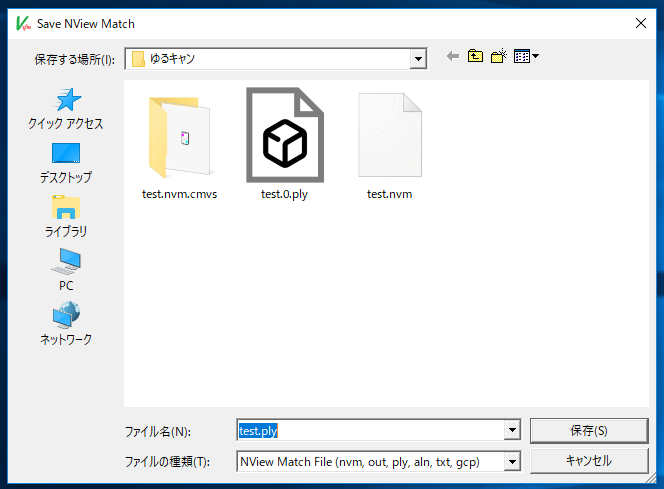 Save NView Match
保存する場所(I):
ゆるキャン
クイック アクセス
デスクトップ
ライブラリ
PC
ネットワーク
test.nvm.cmvs
test.0.ply
test.nvm
ファイル名(N):
test.ply
保存(S)
ファイルの種類(T):
NView Match File (nvm, out, ply, aln, txt, gcp)
キャンセル